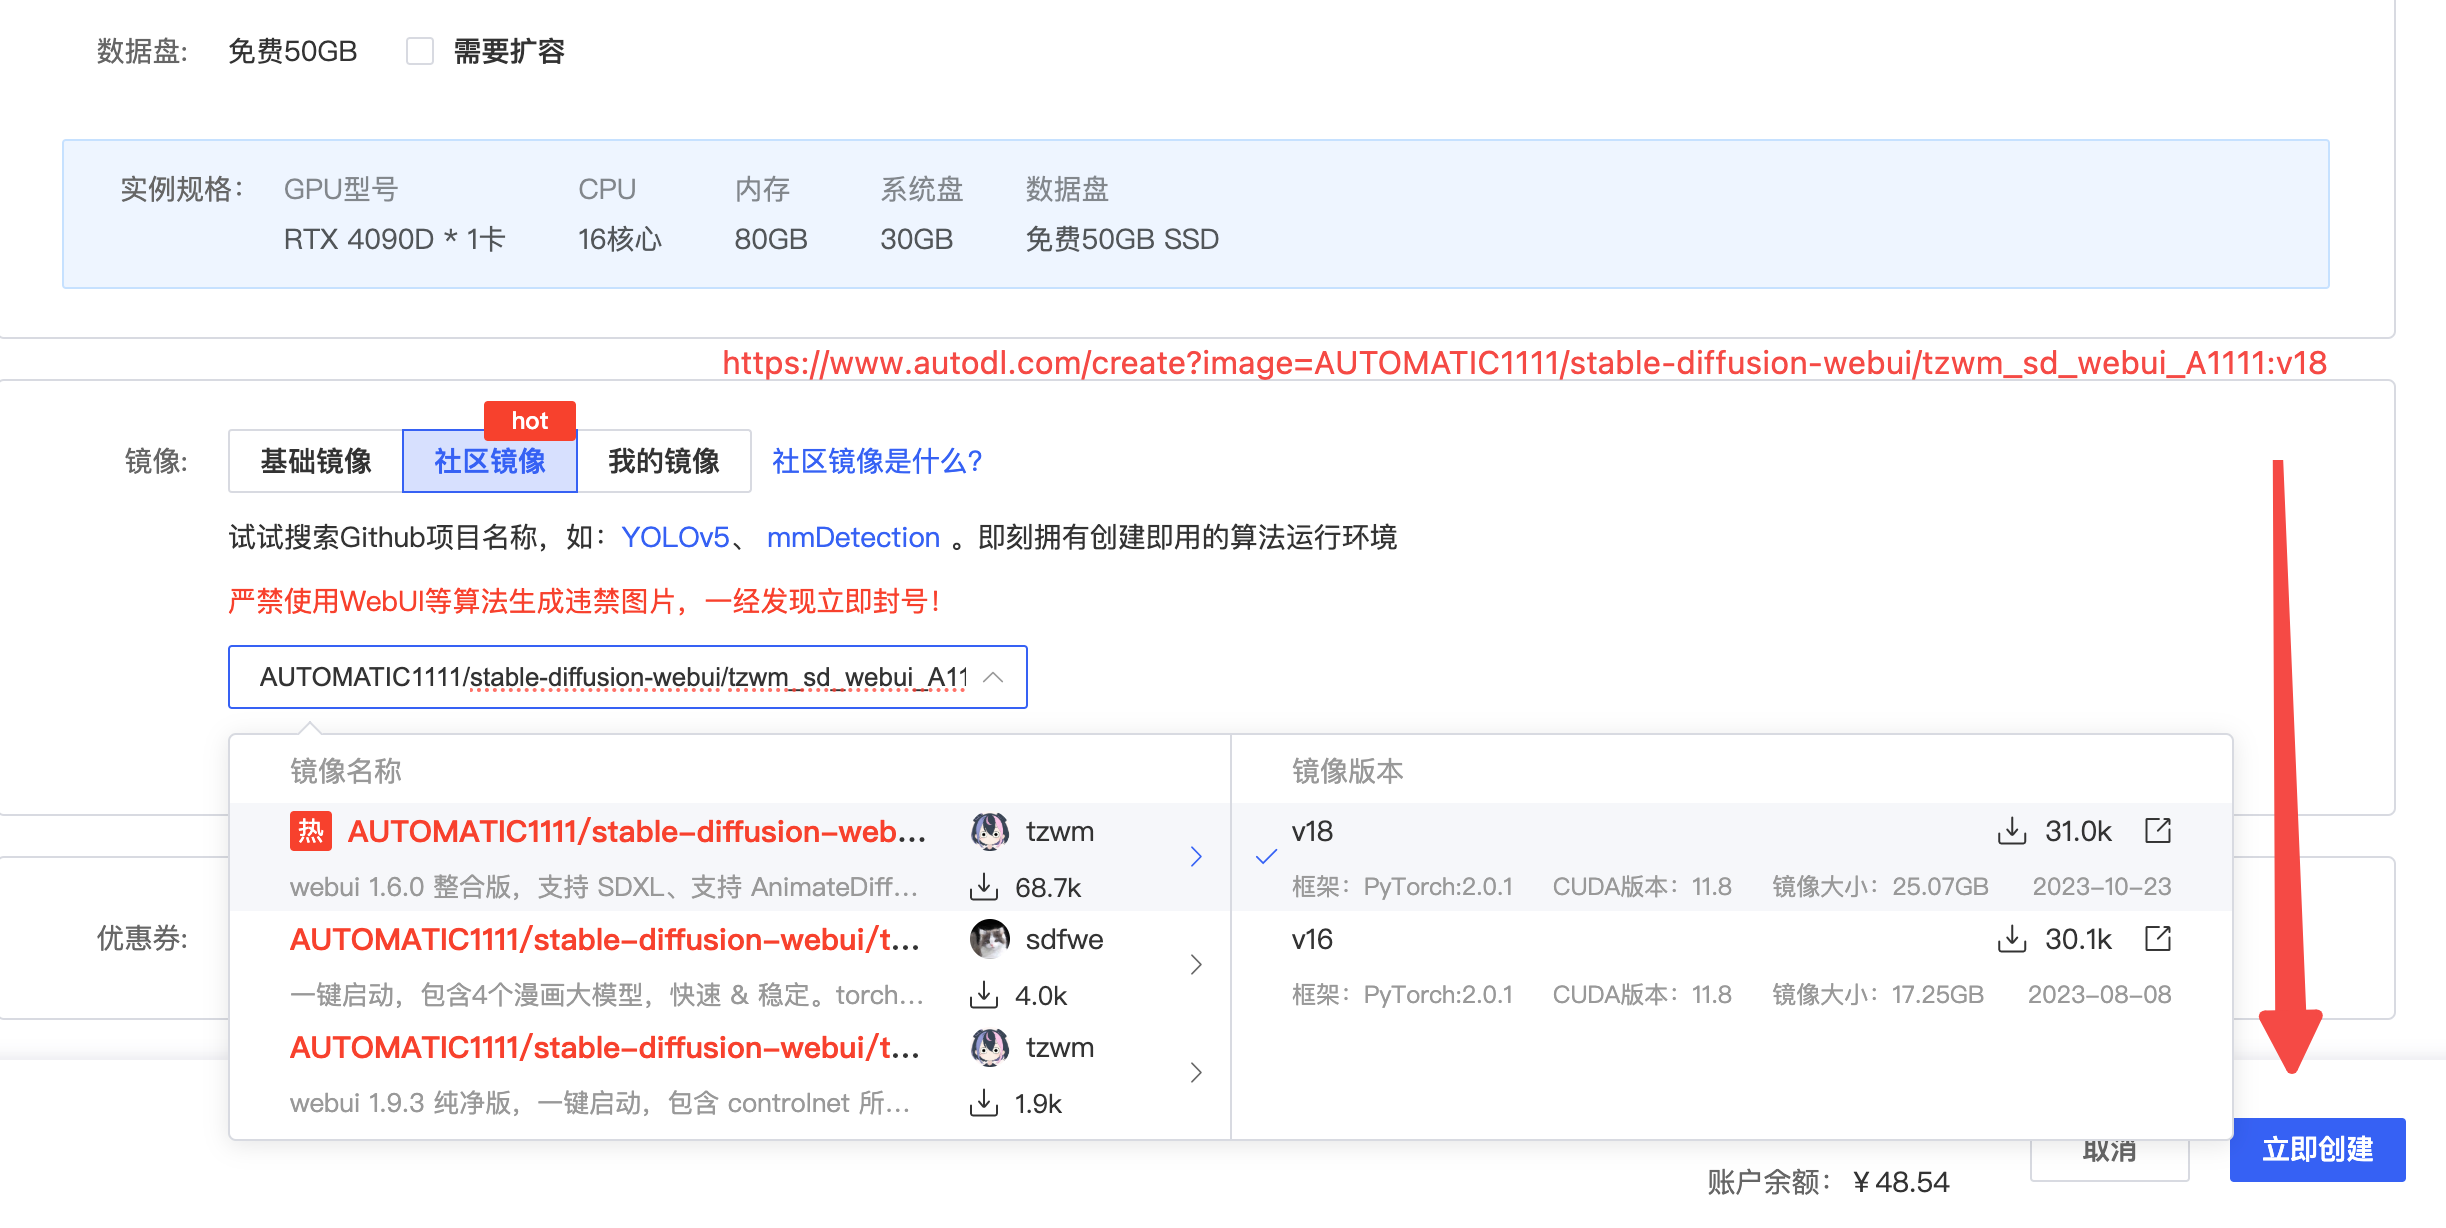 数据盘: 免费50GB 需要扩容
实例规格: GPU型号 CPU 内存 系统盘 数据盘
RTX 4090D * 1卡 16核心 80GB 30GB 免费50GB SSD
https://www.autodl.com/create?image=AUTOMATIC1111/stable-diffusion-webui/tzwm_sd_webui_A1111:v18
hot
镜像: 基础镜像 社区镜像 我的镜像 社区镜像是什么?
试试搜索Github项目名称，如：YOLOv5、 mmDetection 。即刻拥有创建即用的算法运行环境
严禁使用WebUI等算法生成违禁图片，一经发现立即封号！
AUTOMATIC1111/stable-diffusion-webui/tzwm_sd_webui_A11
镜像名称 镜像版本
热 AUTOMATIC1111/stable-diffusion-web... tzwm v18 31.0k
webui 1.6.0 整合版，支持 SDXL、支持 AnimateDiff... 68.7k 框架：PyTorch:2.0.1 CUDA版本：11.8 镜像大小：25.07GB 2023-10-23
AUTOMATIC1111/stable-diffusion-webui/t... sdfwe v16 30.1k
优惠券:
一键启动，包含4个漫画大模型，快速 & 稳定。torch... 4.0k 框架：PyTorch:2.0.1 CUDA版本：11.8 镜像大小：17.25GB 2023-08-08
AUTOMATIC1111/stable-diffusion-webui/t... tzwm
webui 1.9.3 纯净版，一键启动，包含 controlnet 所... 1.9k
取消 立即创建
账户余额：￥48.54